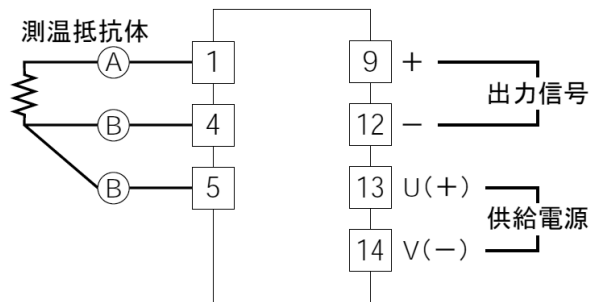 測温抵抗体
A 1 9 +
出力信号
B 4 12 −
B 5 13 U(+)
供給電源
14 V(−)